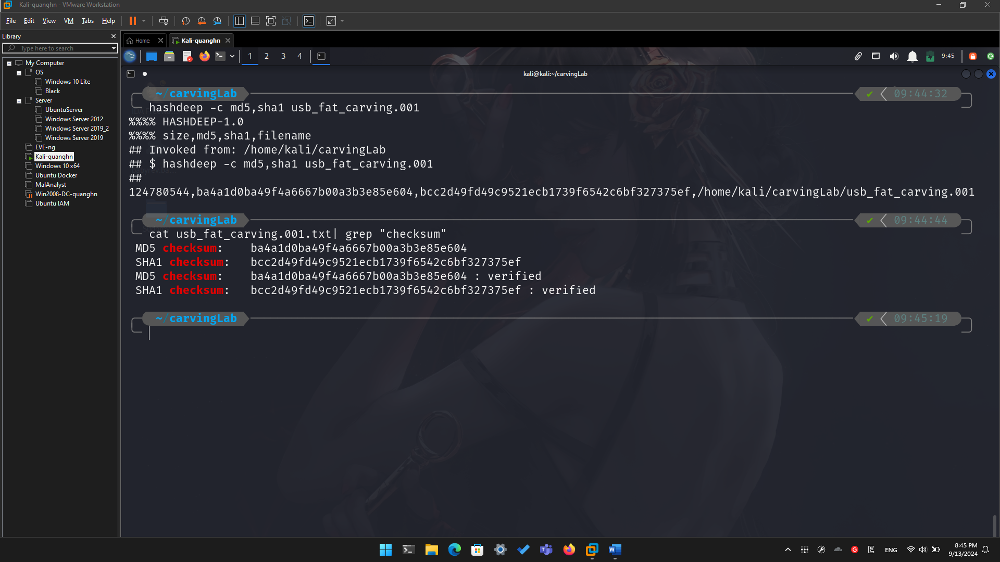 Kali-quanghn - VMware Workstation
File Edit View VM Tabs Help
Library
Type here to search
My Computer
OS
Windows 10 Lite
Black
Server
UbuntuServer
Windows Server 2012
Windows Server 2019_2
Windows Server 2019
EVE-ng
Kali-quanghn
Windows 10 x64
Ubuntu Docker
MalAnalyst
Win2008-DC-quanghn
Ubuntu IAM
Home Kali-quanghn
1 2 3 4 9:45
kali@kali:~/carvingLab
~/carvingLab ✔ 09:44:32
hashdeep -c md5,sha1 usb_fat_carving.001
%%%% HASHDEEP-1.0
%%%% size,md5,sha1,filename
## Invoked from: /home/kali/carvingLab
## $ hashdeep -c md5,sha1 usb_fat_carving.001
##
124780544,ba4a1d0ba49f4a6667b00a3b3e85e604,bcc2d49fd49c9521ecb1739f6542c6bf327375ef,/home/kali/carvingLab/usb_fat_carving.001
~/carvingLab ✔ 09:44:44
cat usb_fat_carving.001.txt| grep "checksum"
MD5 checksum: ba4a1d0ba49f4a6667b00a3b3e85e604
SHA1 checksum: bcc2d49fd49c9521ecb1739f6542c6bf327375ef
MD5 checksum: ba4a1d0ba49f4a6667b00a3b3e85e604 : verified
SHA1 checksum: bcc2d49fd49c9521ecb1739f6542c6bf327375ef : verified
~/carvingLab ✔ 09:45:19
ENG 8:45 PM
9/13/2024